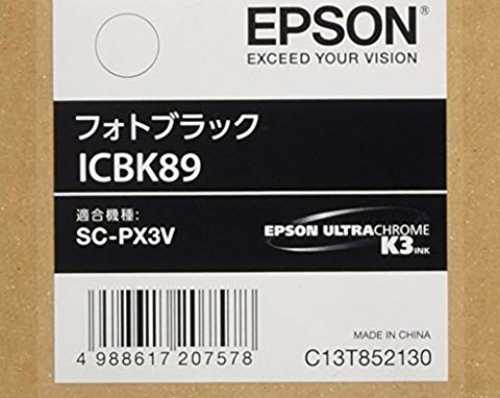 EPSON®
EXCEED YOUR VISION
フォトブラック
ICBK89
適合機種:
SC-PX3V
EPSON ULTRACHROME
K3 INK
MADE IN CHINA
4 988617 207578
C13T852130